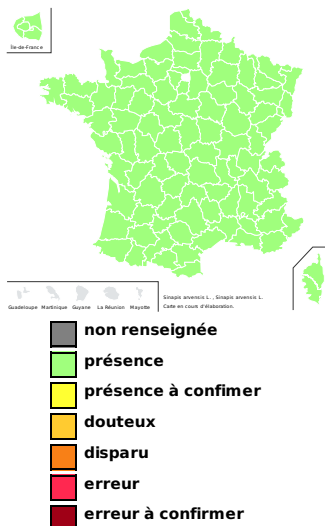 Île-de-France
Guadeloupe Martinique Guyane La Réunion Mayotte
Sinapis arvensis L. , Sinapis arvensis L.
Carte en cours d'élaboration.
non renseignée
présence
présence à confimer
douteux
disparu
erreur
erreur à confirmer